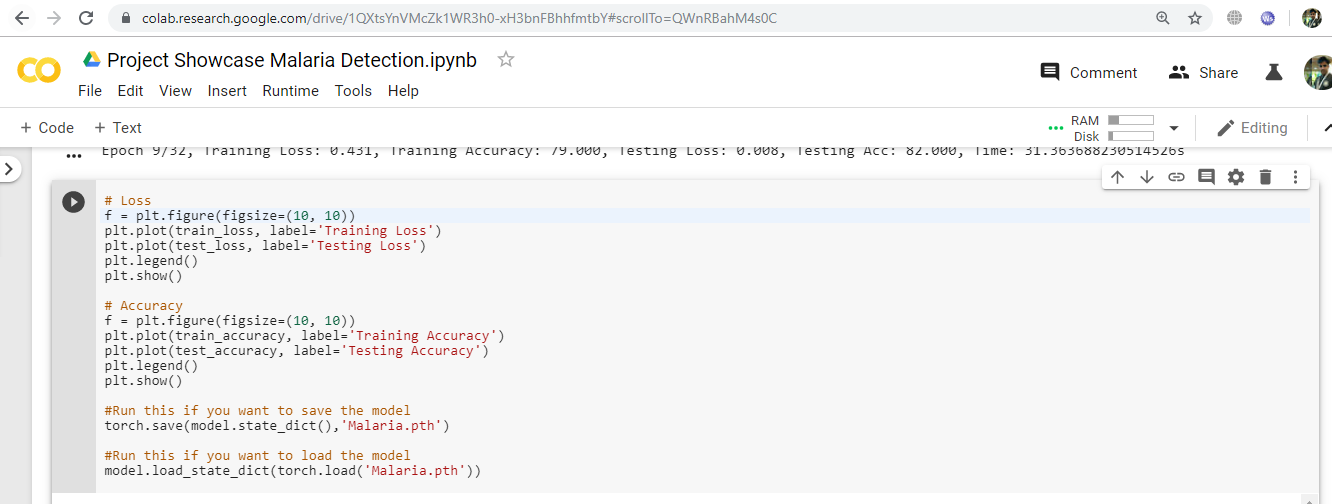 colab.research.google.com/drive/1QXtsYnVMcZk1WR3h0-xH3bnFBhhfmtbY#scrollTo=QWnRBahM4s0C
Ws
CO Project Showcase Malaria Detection.ipynb
File Edit View Insert Runtime Tools Help
Comment Share
+ Code + Text
RAM
Disk
Editing
Epoch 9/32, Training Loss: 0.431, Training Accuracy: 79.000, Testing Loss: 0.008, Testing Acc: 82.000, Time: 31.363688230514526s
# Loss
f = plt.figure(figsize=(10, 10))
plt.plot(train_loss, label='Training Loss')
plt.plot(test_loss, label='Testing Loss')
plt.legend()
plt.show()
# Accuracy
f = plt.figure(figsize=(10, 10))
plt.plot(train_accuracy, label='Training Accuracy')
plt.plot(test_accuracy, label='Testing Accuracy')
plt.legend()
plt.show()
#Run this if you want to save the model
torch.save(model.state_dict(),'Malaria.pth')
#Run this if you want to load the model
model.load_state_dict(torch.load('Malaria.pth'))